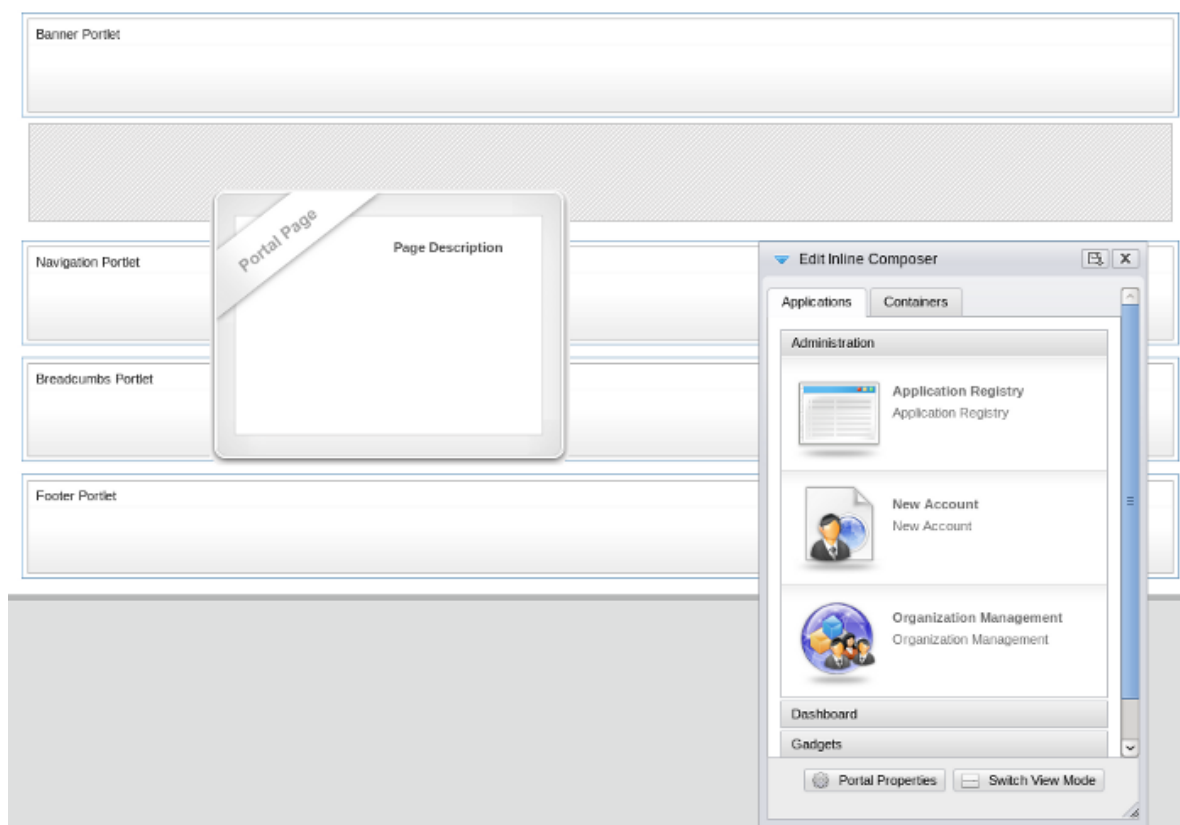 Banner Portlet
Portal Page
Page Description
Navigation Portlet
Breadcumbs Portlet
Footer Portlet
Edit Inline Composer
Applications
Containers
Administration
Application Registry
Application Registry
New Account
New Account
Organization Management
Organization Management
Dashboard
Gadgets
Portal Properties
Switch View Mode